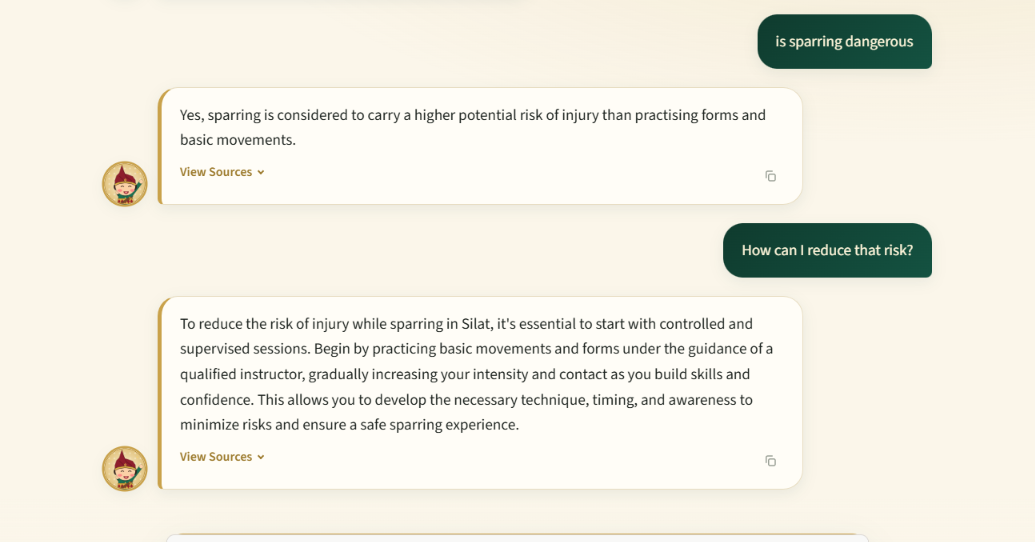 is sparring dangerous
Yes, sparring is considered to carry a higher potential risk of injury than practising forms and
basic movements.
View Sources
How can I reduce that risk?
To reduce the risk of injury while sparring in Silat, it's essential to start with controlled and
supervised sessions. Begin by practicing basic movements and forms under the guidance of a
qualified instructor, gradually increasing your intensity and contact as you build skills and
confidence. This allows you to develop the necessary technique, timing, and awareness to
minimize risks and ensure a safe sparring experience.
View Sources